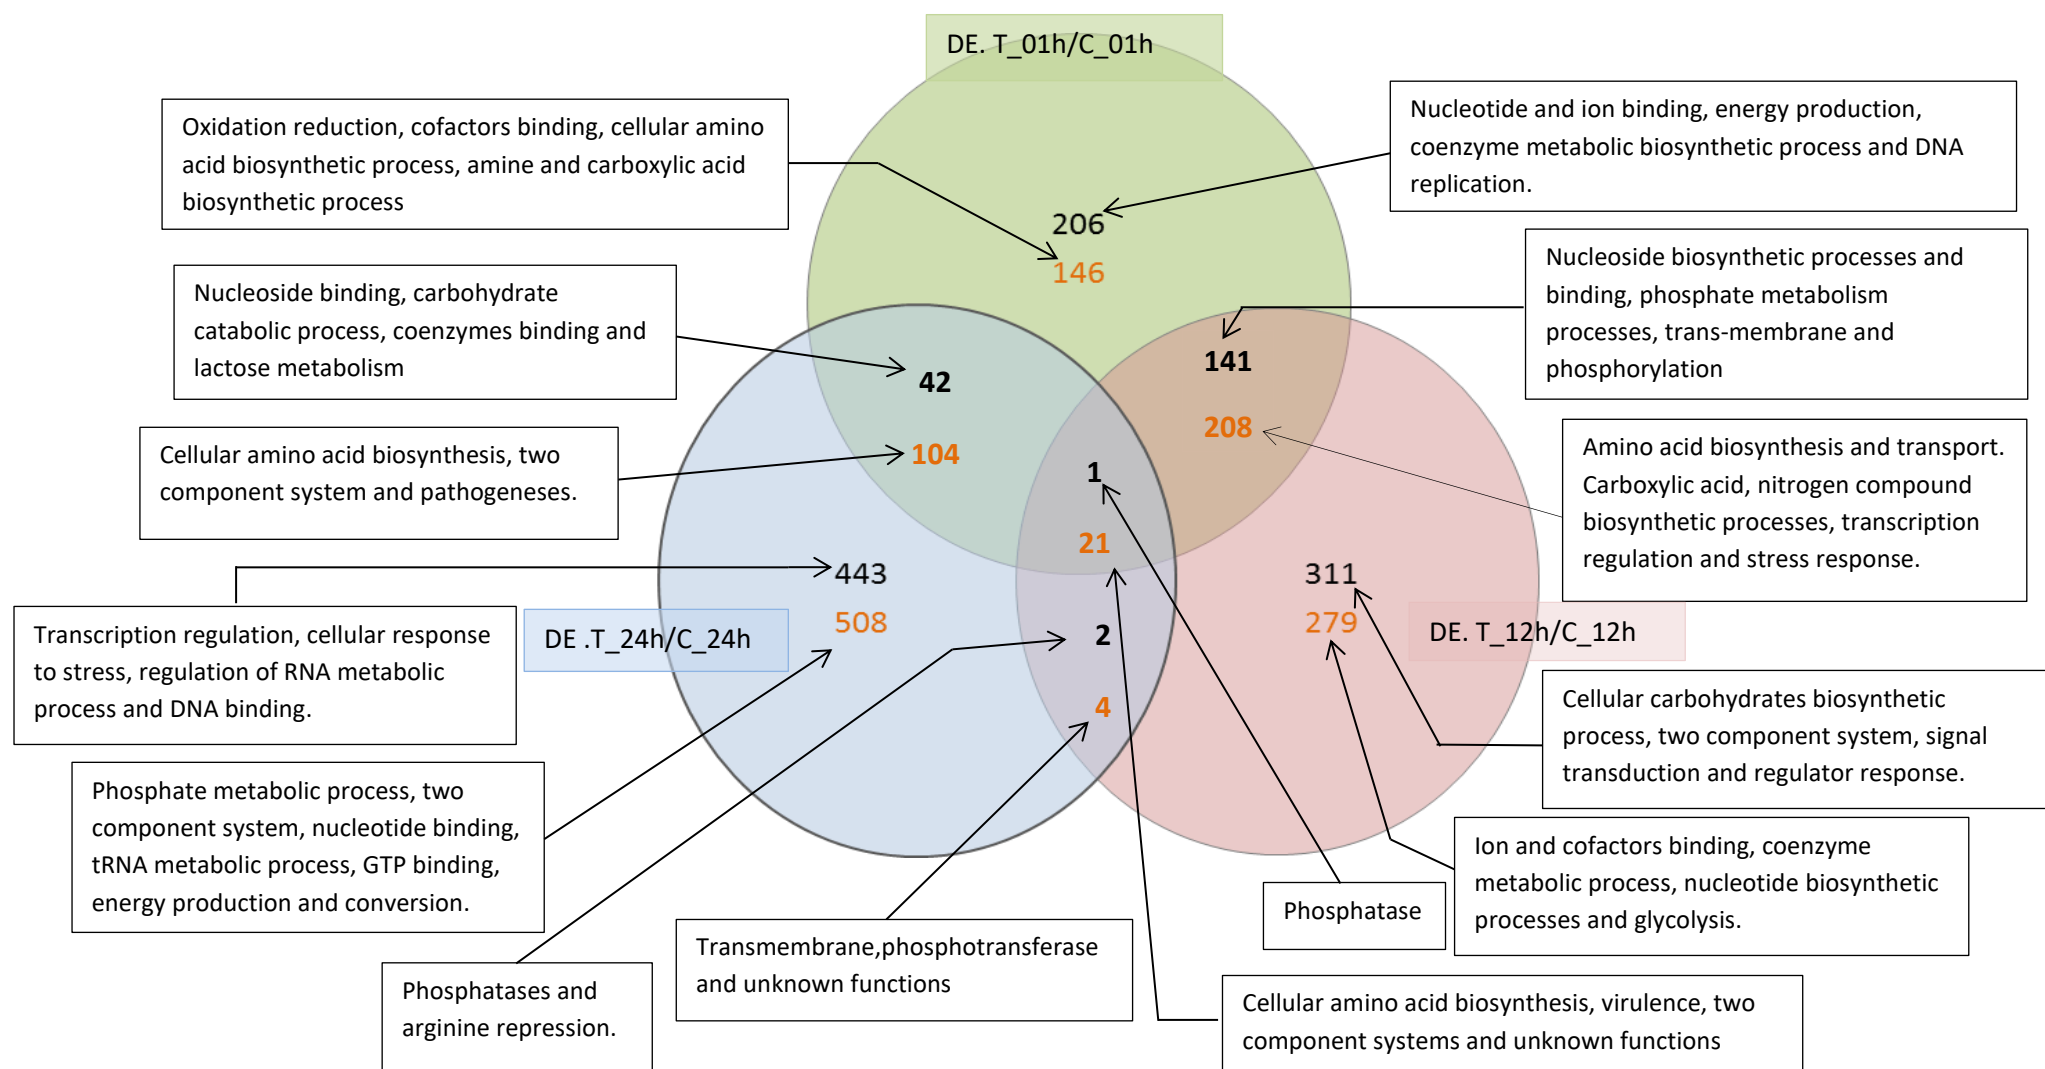 DE. T_01h/C_01h
Oxidation reduction, cofactors binding, cellular amino
acid biosynthetic process, amine and carboxylic acid
biosynthetic process
Nucleotide and ion binding, energy production,
coenzyme metabolic biosynthetic process and DNA
replication.
206
146
Nucleoside biosynthetic processes and
binding, phosphate metabolism
processes, trans-membrane and
phosphorylation
Nucleoside binding, carbohydrate
catabolic process, coenzymes binding and
lactose metabolism
42
141
104
208
Cellular amino acid biosynthesis, two
component system and pathogeneses.
Amino acid biosynthesis and transport.
Carboxylic acid, nitrogen compound
biosynthetic processes, transcription
regulation and stress response.
1
21
443
508
311
279
DE .T_24h/C_24h
2
4
DE. T_12h/C_12h
Transcription regulation, cellular response
to stress, regulation of RNA metabolic
process and DNA binding.
Cellular carbohydrates biosynthetic
process, two component system, signal
transduction and regulator response.
Phosphate metabolic process, two
component system, nucleotide binding,
tRNA metabolic process, GTP binding,
energy production and conversion.
Ion and cofactors binding, coenzyme
metabolic process, nucleotide biosynthetic
processes and glycolysis.
Phosphatase
Transmembrane,phosphotransferase
and unknown functions
Phosphatases and
arginine repression.
Cellular amino acid biosynthesis, virulence, two
component systems and unknown functions